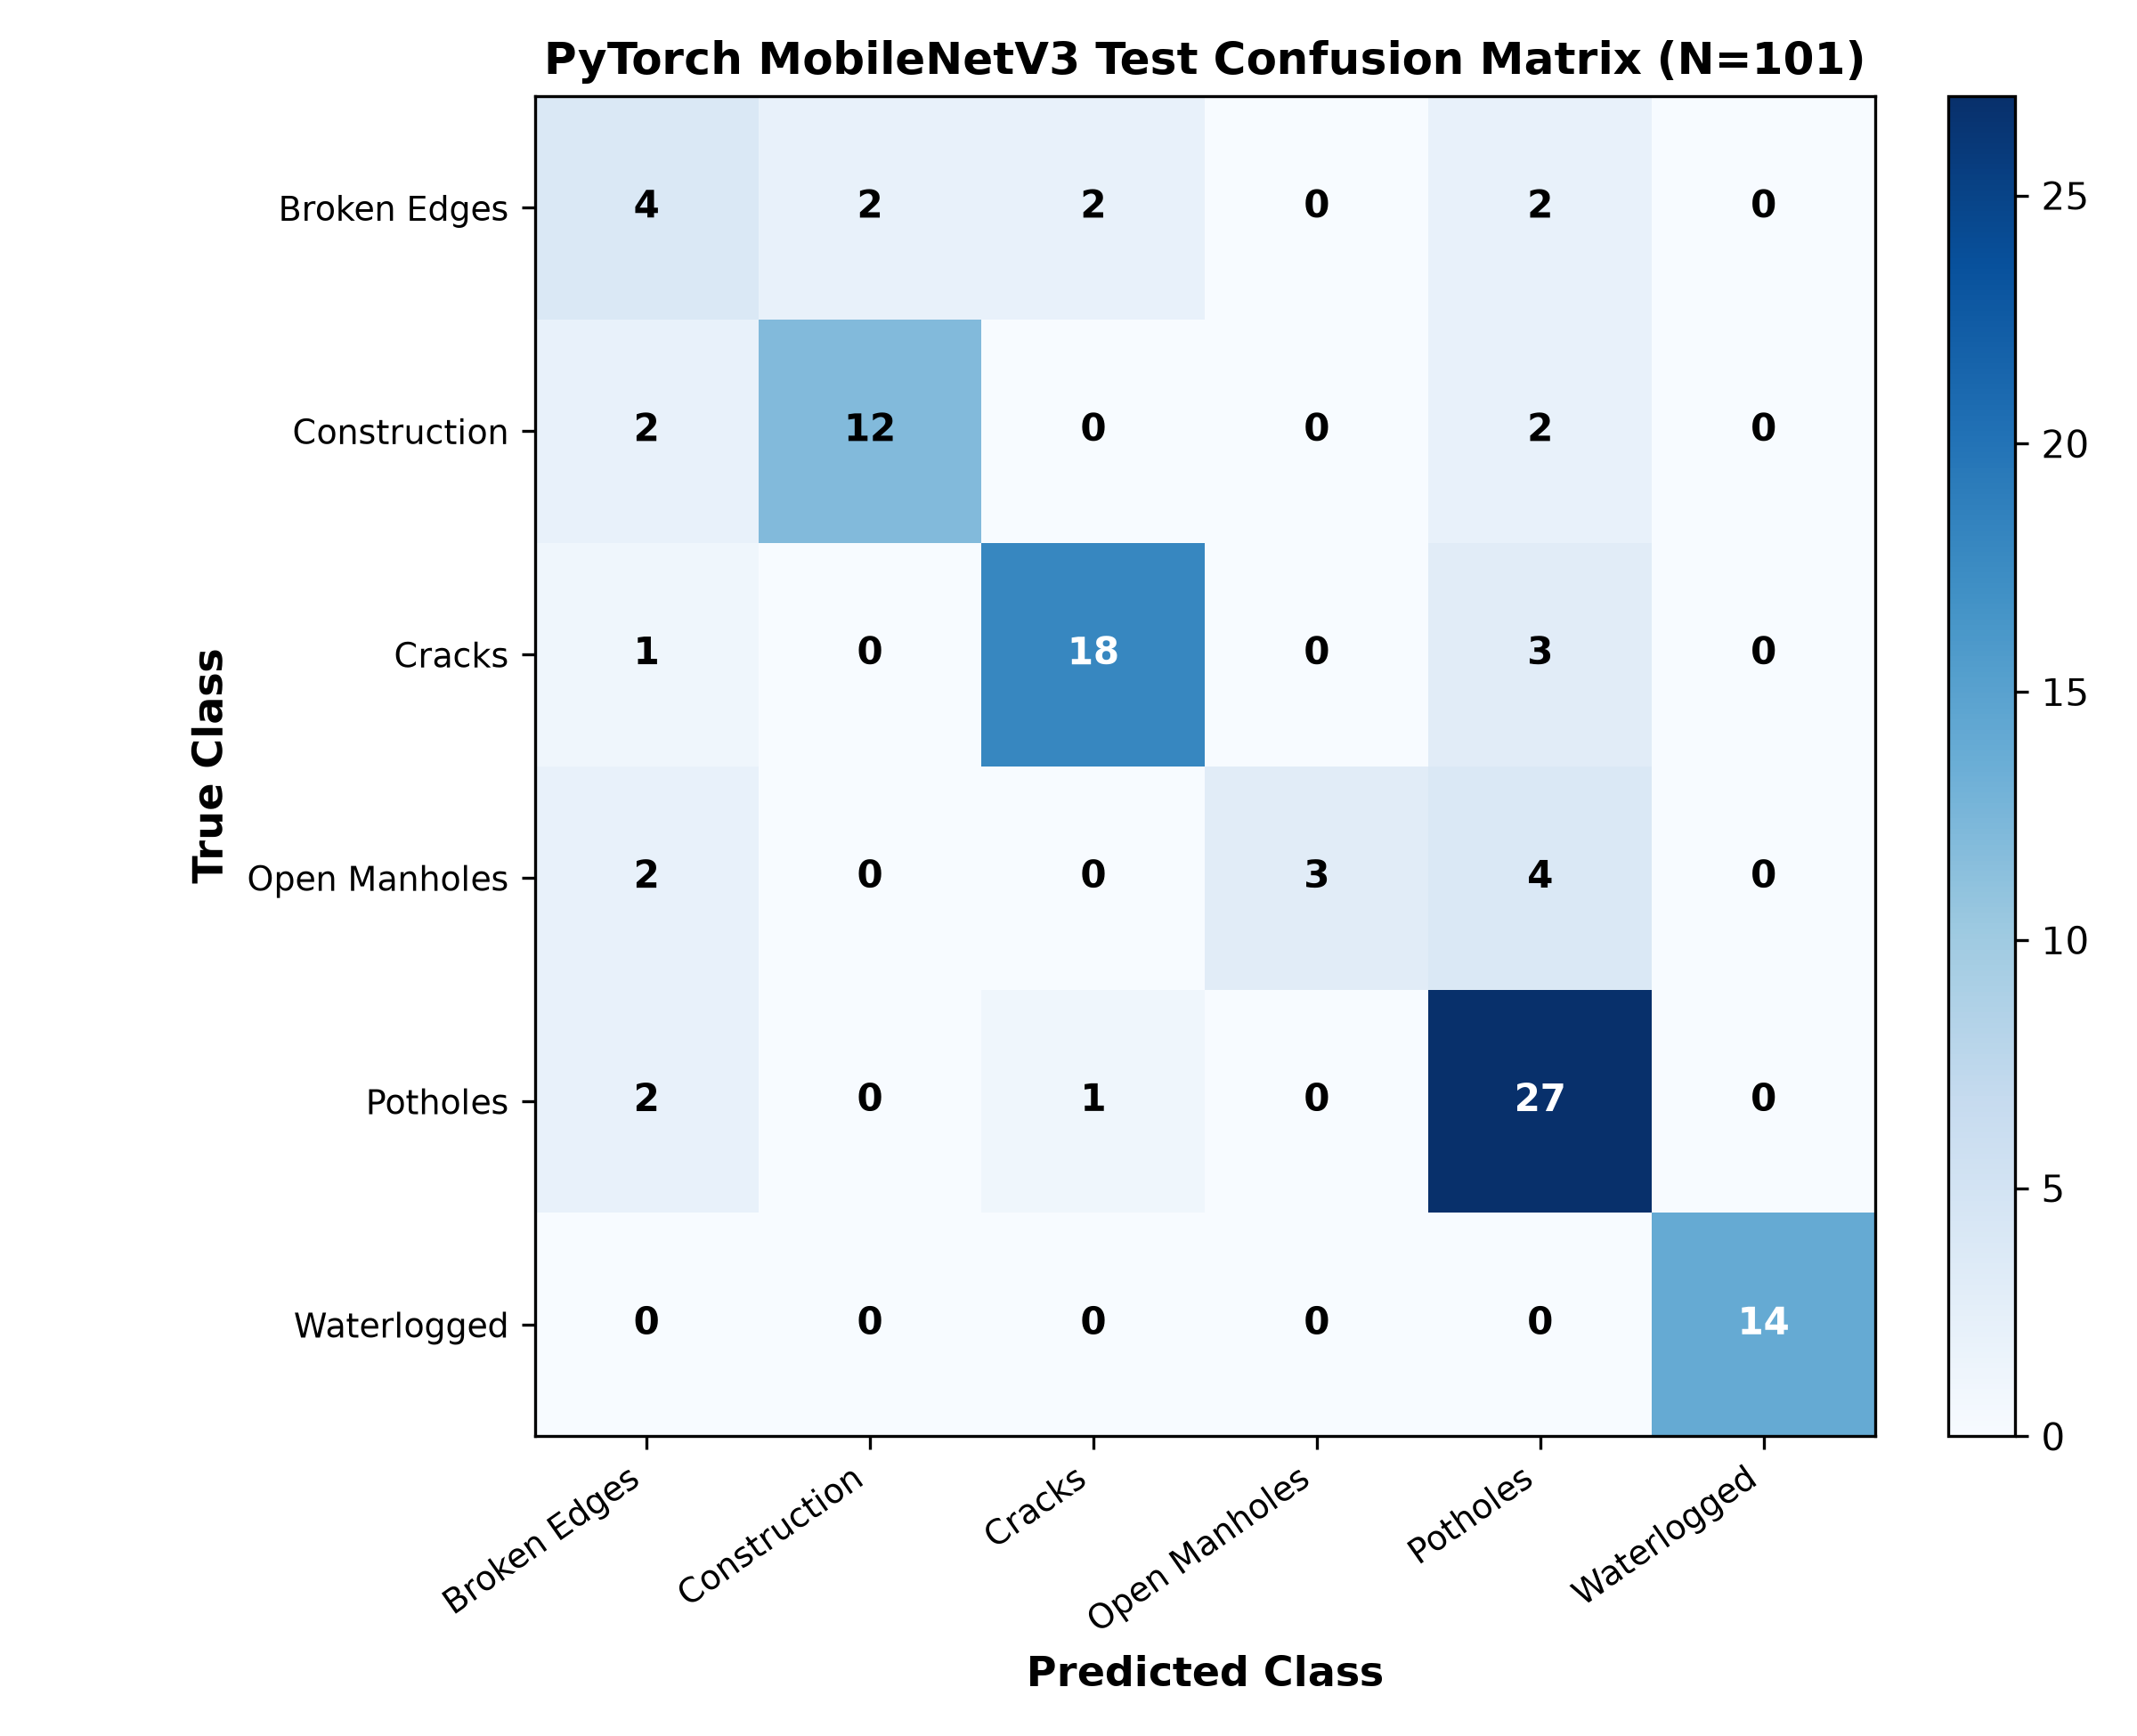 PyTorch MobileNetV3 Test Confusion Matrix (N=101)
True Class
Broken Edges 4 2 2 0 2 0
Construction 2 12 0 0 2 0
Cracks 1 0 18 0 3 0
Open Manholes 2 0 0 3 4 0
Potholes 2 0 1 0 27 0
Waterlogged 0 0 0 0 0 14
Broken Edges Construction Cracks Open Manholes Potholes Waterlogged
Predicted Class
25
20
15
10
5
0